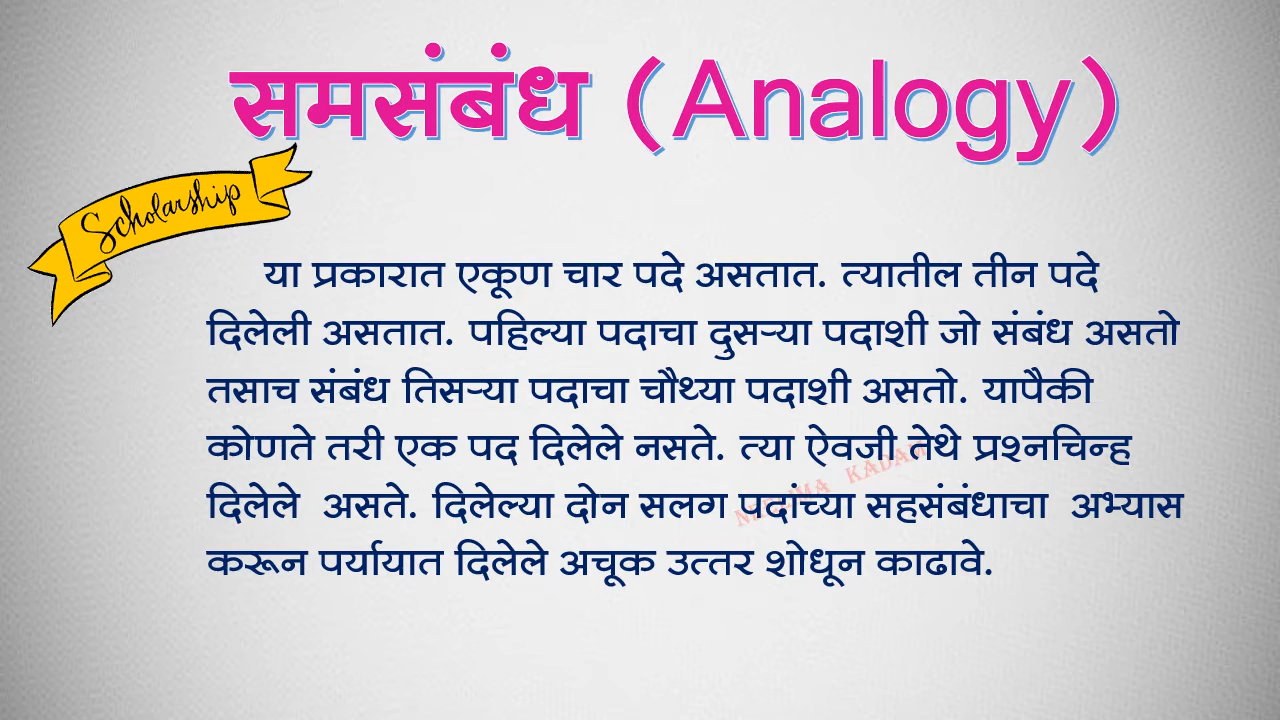 समसंबंध (Analogy)
Scholarship
या प्रकारात एकूण चार पदे असतात. त्यातील तीन पदे
दिलेली असतात. पहिल्या पदाचा दुसऱ्या पदाशी जो संबंध असतो
तसाच संबंध तिसऱ्या पदाचा चौथ्या पदाशी असतो. यापैकी
कोणते तरी एक पद दिलेले नसते. त्या ऐवजी तेथे प्रश्नचिन्ह
दिलेले असते. दिलेल्या दोन सलग पदांच्या सहसंबंधाचा अभ्यास
करून पर्यायात दिलेले अचूक उत्तर शोधून काढावे.
KADAM